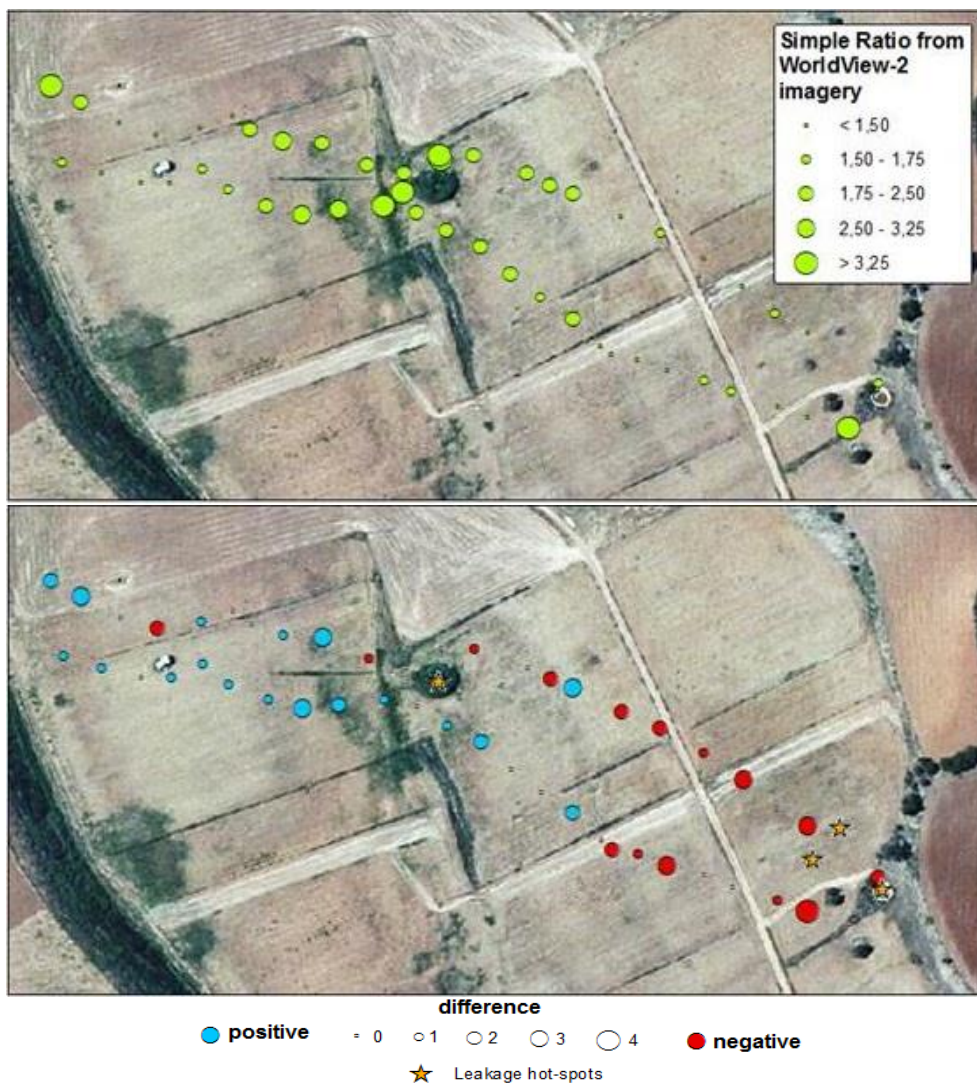 Simple Ratio from
WorldView-2
imagery
< 1,50
1,50 - 1,75
1,75 - 2,50
2,50 - 3,25
> 3,25
difference
positive 0 1 2 3 4 negative
Leakage hot-spots